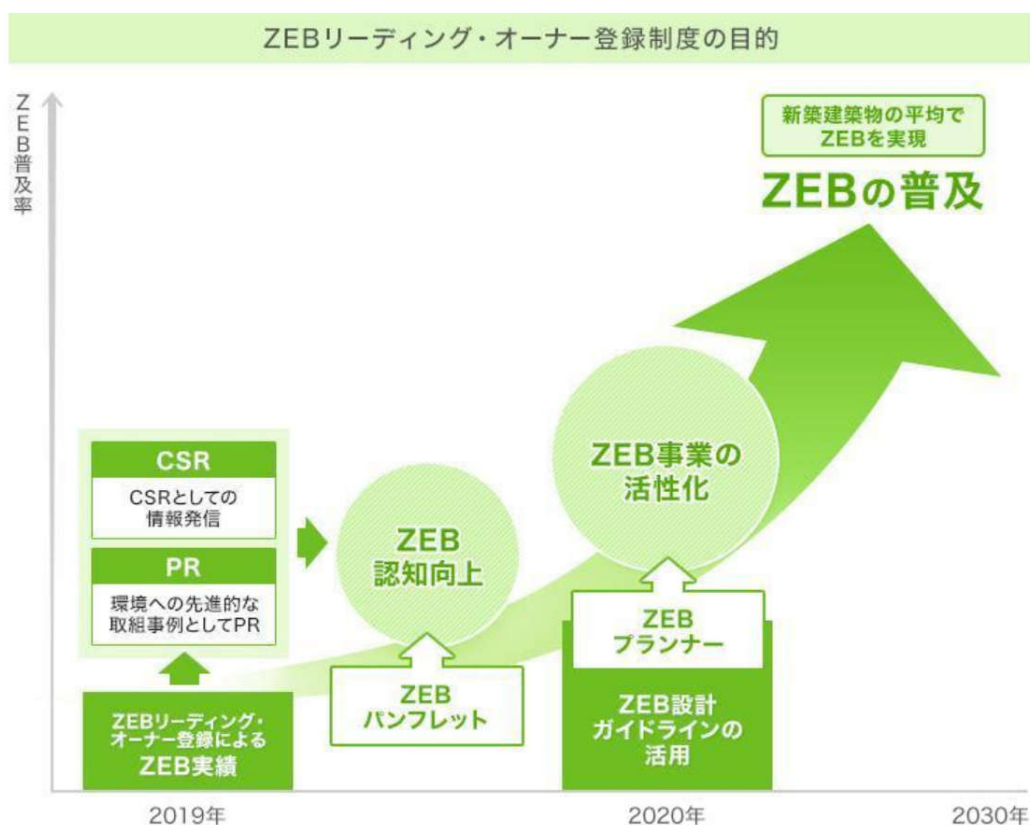 ZEBリーディング・オーナー登録制度の目的
ZEB普及率
新築建築物の平均で
ZEBを実現
ZEBの普及
ZEB事業の
活性化
CSR
CSRとしての
情報発信
PR
環境への先進的な
取組事例としてPR
ZEB
認知向上
ZEB
プランナー
ZEB
パンフレット
ZEBリーディング・
オーナー登録による
ZEB実績
ZEB設計
ガイドラインの
活用
2019年
2020年
2030年